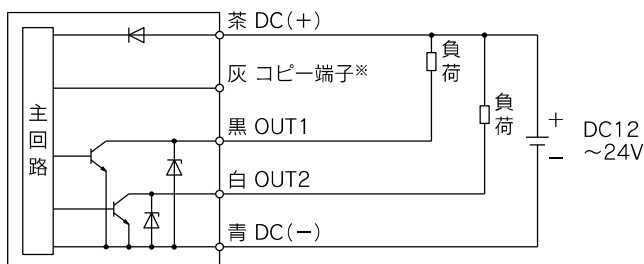 茶 DC(+)
負荷
灰 コピー端子※
負荷
主回路
黒 OUT1
+
DC12
～24V
−
白 OUT2
青 DC(−)